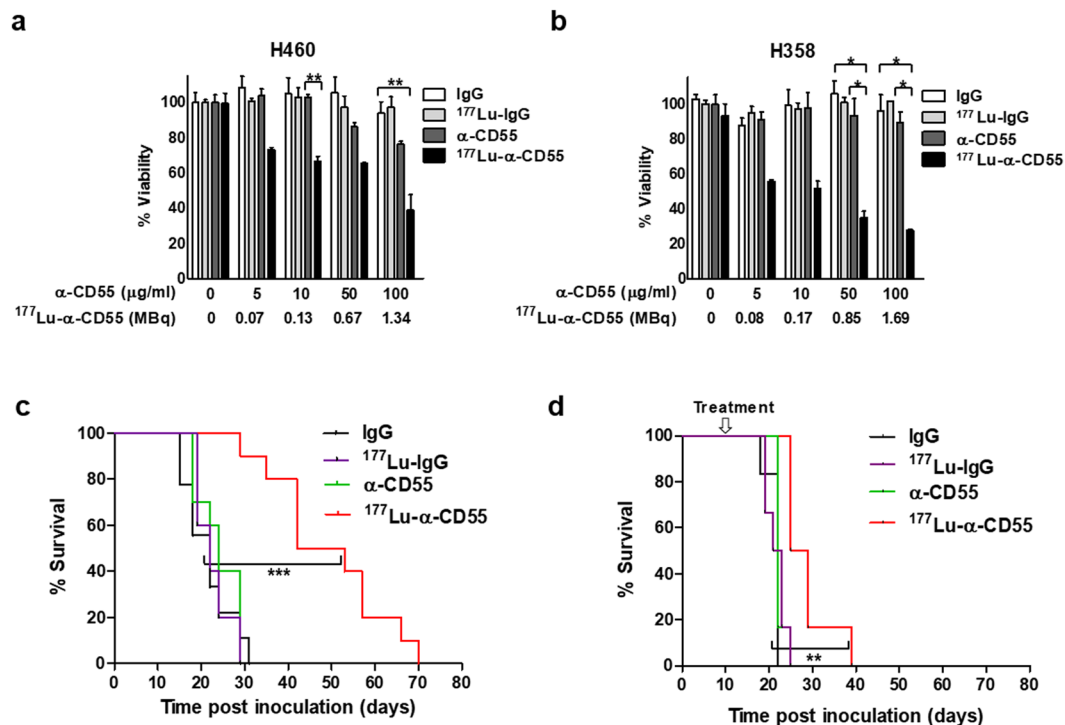 a
H460
% Viability
100
80
60
40
20
0
** **
IgG
¹⁷⁷Lu-IgG
α-CD55
¹⁷⁷Lu-α-CD55
α-CD55 (μg/ml) 0 5 10 50 100
¹⁷⁷Lu-α-CD55 (MBq) 0 0.07 0.13 0.67 1.34
b
H358
% Viability
100
80
60
40
20
0
* *
* *
IgG
¹⁷⁷Lu-IgG
α-CD55
¹⁷⁷Lu-α-CD55
α-CD55 (μg/ml) 0 5 10 50 100
¹⁷⁷Lu-α-CD55 (MBq) 0 0.08 0.17 0.85 1.69
c
% Survival
100
80
60
40
20
0
IgG
¹⁷⁷Lu-IgG
α-CD55
¹⁷⁷Lu-α-CD55
***
0 10 20 30 40 50 60 70 80
Time post inoculation (days)
d
Treatment
% Survival
100
80
60
40
20
0
IgG
¹⁷⁷Lu-IgG
α-CD55
¹⁷⁷Lu-α-CD55
**
0 10 20 30 40 50 60 70 80
Time post inoculation (days)